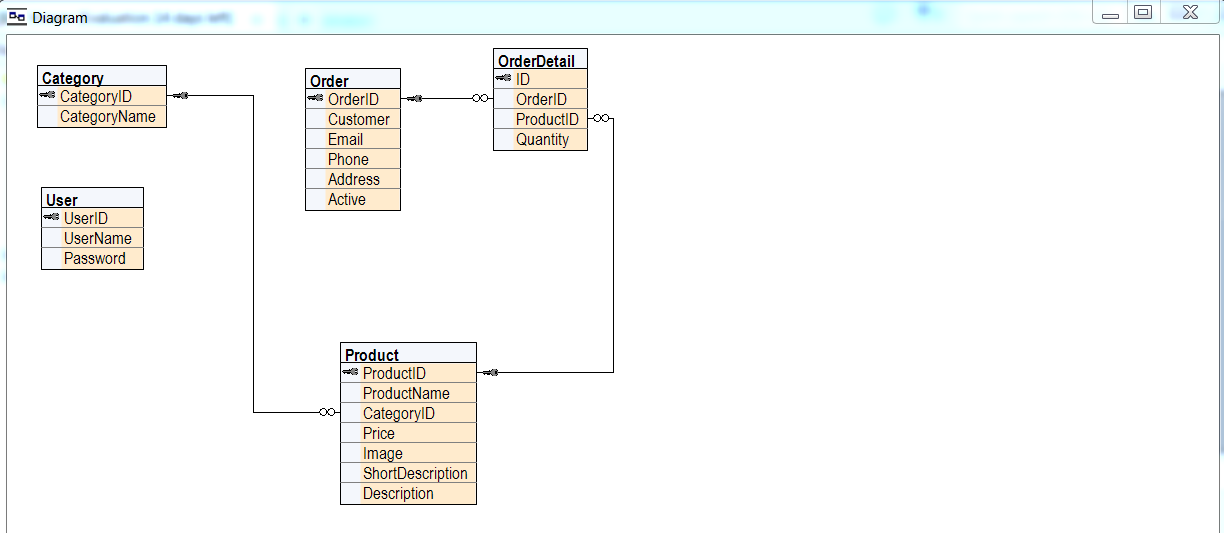 Diagram
Category
CategoryID
CategoryName
User
UserID
UserName
Password
Order
OrderID
Customer
Email
Phone
Address
Active
OrderDetail
ID
OrderID
ProductID
Quantity
Product
ProductID
ProductName
CategoryID
Price
Image
ShortDescription
Description